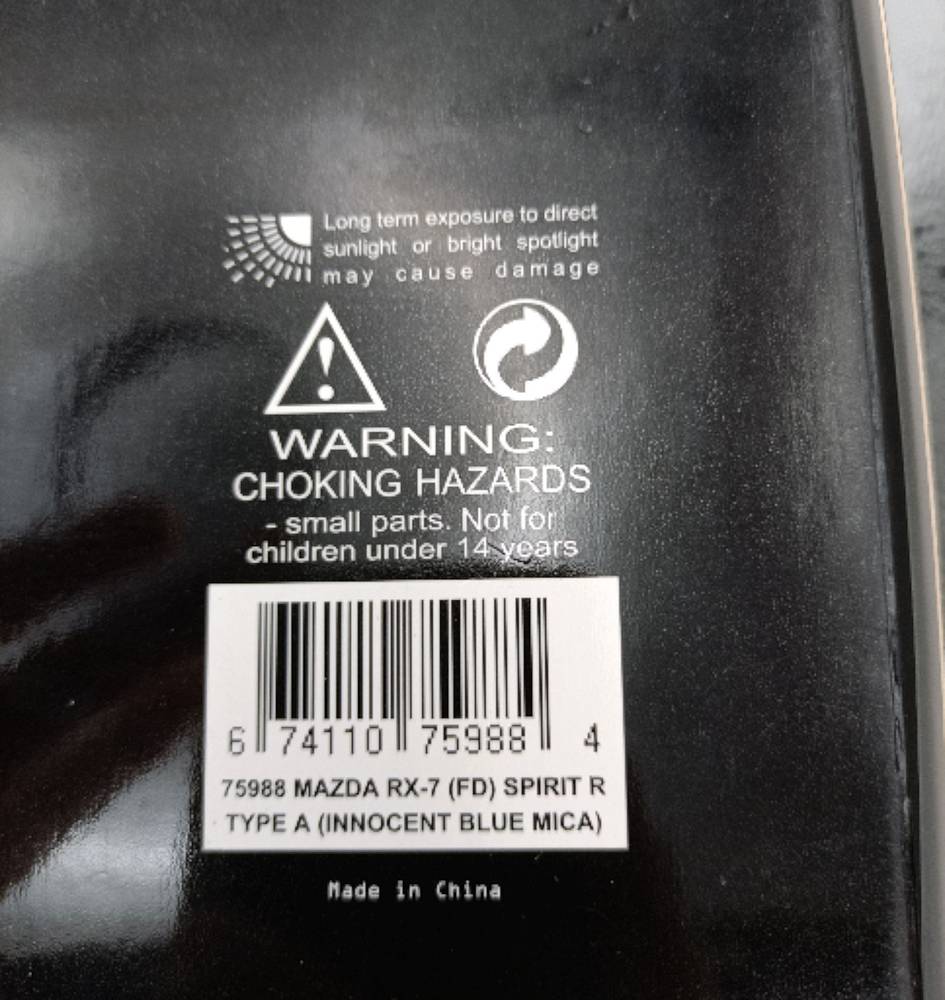 Long term exposure to direct
sunlight or bright spotlight
may cause damage
WARNING:
CHOKING HAZARDS
- small parts. Not for
children under 14 years
6 74110 75988 4
75988 MAZDA RX-7 (FD) SPIRIT R
TYPE A (INNOCENT BLUE MICA)
Made in China